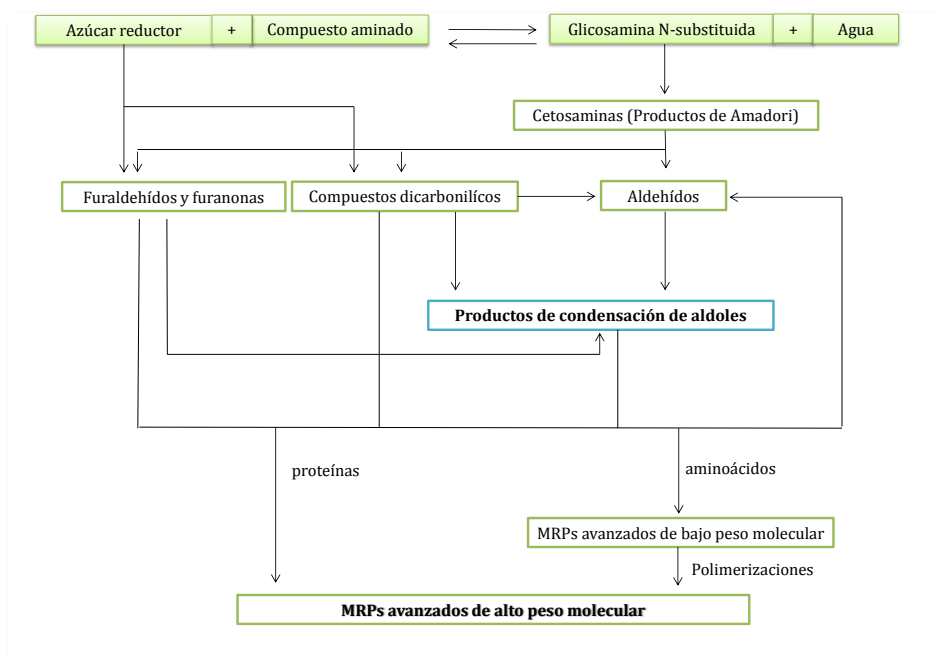 Azúcar reductor + Compuesto aminado Glicosamina N-substituida + Agua
Cetosaminas (Productos de Amadori)
Furaldehídos y furanonas Compuestos dicarbonilícos Aldehídos
Productos de condensación de aldoles
proteínas aminoácidos
MRPs avanzados de bajo peso molecular
Polimerizaciones
MRPs avanzados de alto peso molecular